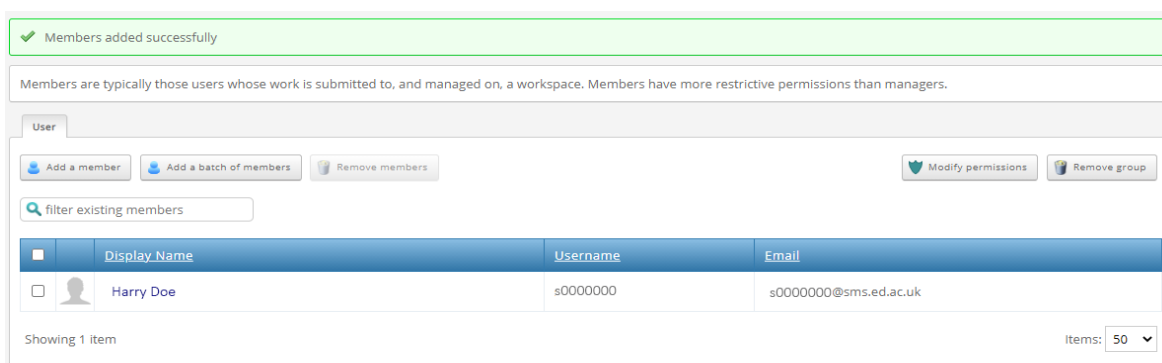 Members added successfully
Members are typically those users whose work is submitted to, and managed on, a workspace. Members have more restrictive permissions than managers.
User
Add a member Add a batch of members Remove members Modify permissions Remove group
filter existing members
Display Name Username Email
Harry Doe s0000000 s0000000@sms.ed.ac.uk
Showing 1 item Items: 50